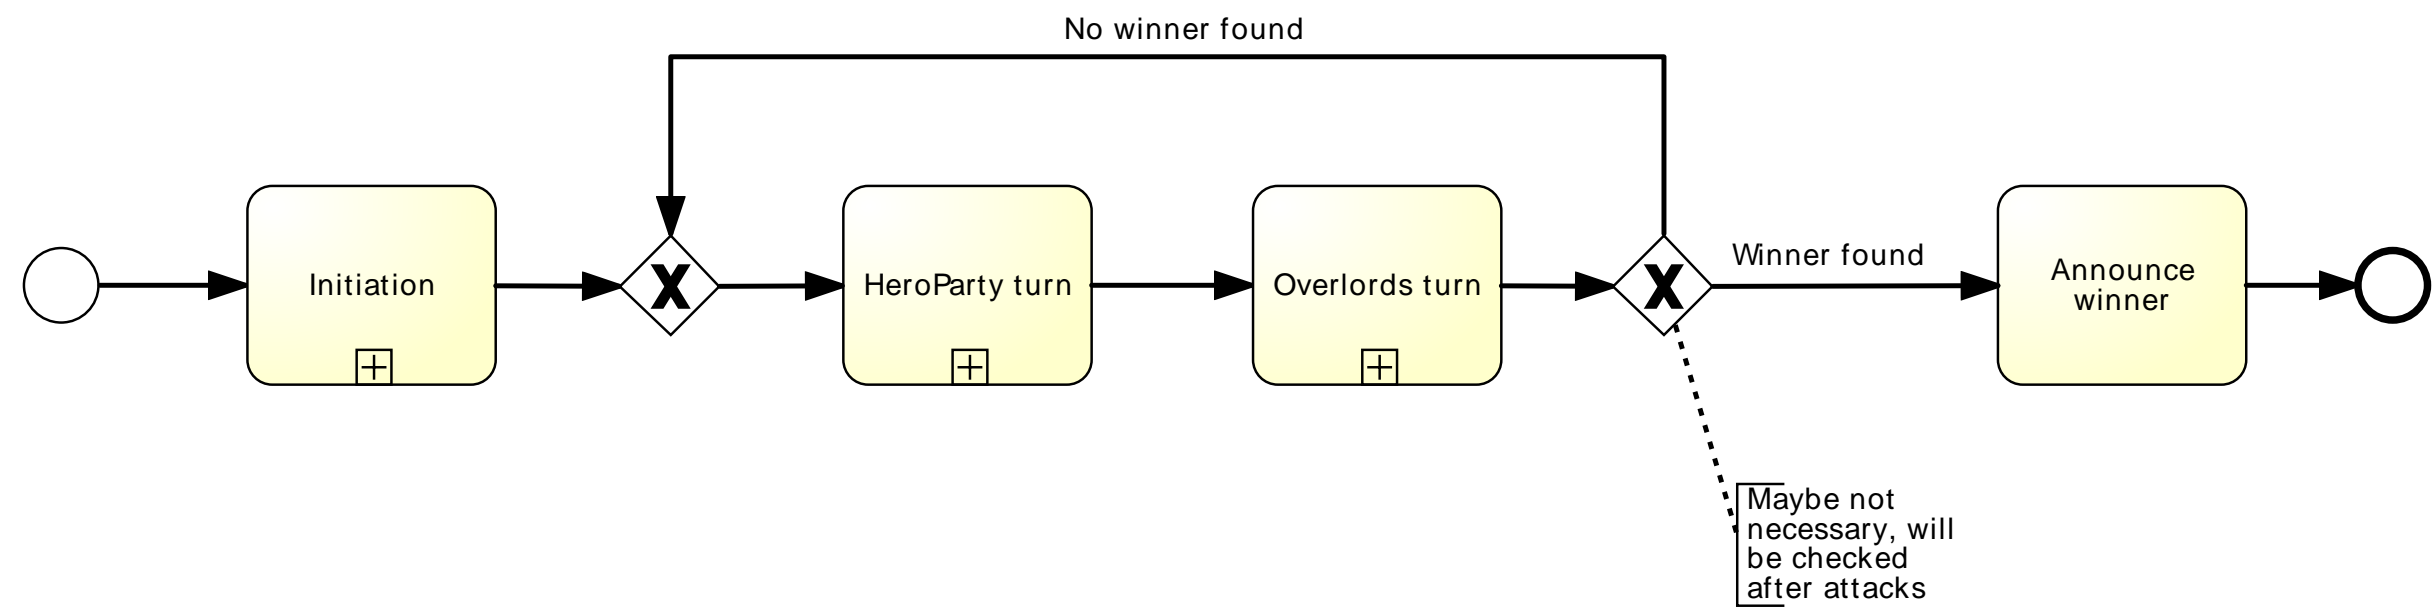 No winner found
Initiation
HeroParty turn
Overlords turn
Winner found
Announce
winner
Maybe not
necessary, will
be checked
after attacks